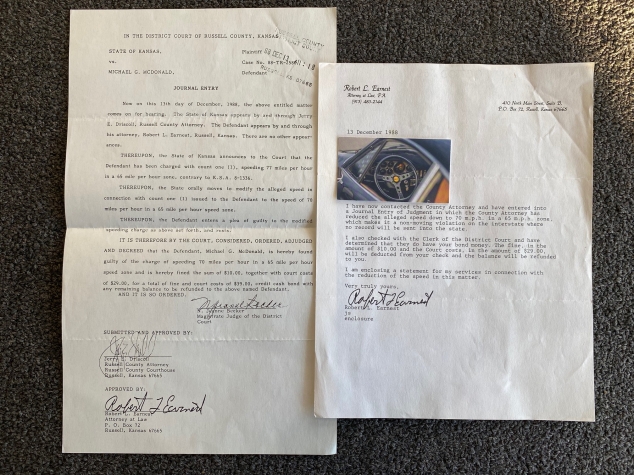 IN THE DISTRICT COURT OF RUSSELL COUNTY, KANSAS
STATE OF KANSAS, Plaintiff
vs. Case No.
MICHAEL G. MCDONALD, Defendant
JOURNAL ENTRY
Now on this 13th day of December, 1988, the above entitled matter
comes on for hearing. The State of Kansas appears by and through Jerry
E. Driscoll, Russell County Attorney. The Defendant appears by and through
his attorney, Robert L. Earnest, Russell, Kansas. There are no other appear-
ances.
THEREUPON, the State of Kansas announces to the Court that the
Defendant has been charged with count one (1), speeding 77 miles per hour
in a 65 mile per hour zone, contrary to K.S.A. 8-1336.
THEREUPON, the State orally moves to modify the alleged speed in
connection with count one (1) issued to the Defendant to the speed of 70
miles per hour in a 65 mile per hour speed zone.
THEREUPON, the Defendant enters a plea of guilty to the modified
speeding charge as above set forth, and rests.
IT IS THEREFORE BY THE COURT, CONSIDERED, ORDERED, ADJUDGED
AND DECREED that the Defendant, Michael G. McDonald, is hereby found
guilty of the charge of speeding 70 miles per hour in a 65 mile per hour
speed zone and is hereby fined the sum of $10.00, together with court costs
of $29.00, for a total of fine and court costs of $39.00; credit cash bond with
any remaining balance to be refunded to the above named Defendant.
AND IT IS SO ORDERED.
Magistrate Judge of the District
Court
SUBMITTED AND APPROVED BY:
Jerry E. Driscoll
Russell County Attorney
Russell County Courthouse
Russell, Kansas 67665
APPROVED BY:
Robert L Earnest
Robert L. Earnest
Attorney at Law
P. O. Box 72
Russell, Kansas 67665
Robert L. Earnest
Attorney at Law, P.A.
(913) 483-2144
410 North Main Street, Suite B
P.O. Box 72, Russell, Kansas 67665
13 December 1988
I have now contacted the County Attorney and have entered into
a Journal Entry of Judgment in which the County Attorney has
reduced the alleged speed down to 70 m.p.h. in a 65 m.p.h. zone,
which makes it a non-moving violation on the interstate where
no record will be sent into the state.
I also checked with the Clerk of the District Court and have
determined that they do have your bond money. The fine, in the
amount of $10.00 and the Court costs, in the amount of
will be deducted from your check and the balance will be refunded
to you.
I am enclosing a statement for my services in connection with
the reduction of the speed in this matter.
Very truly yours,
Robert L Earnest
Robert L. Earnest
enclosure